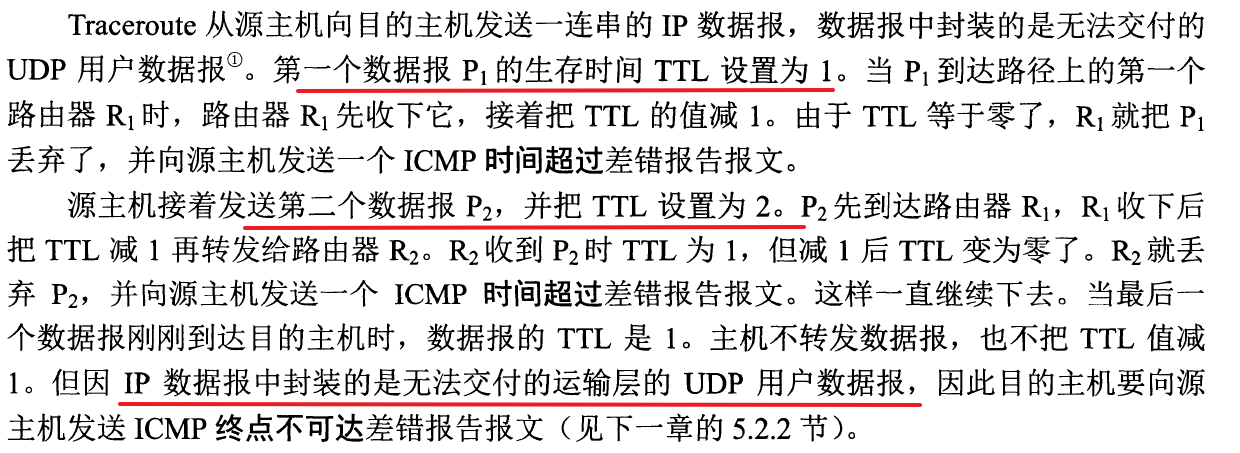 Traceroute 从源主机向目的主机发送一连串的 IP 数据报，数据报中封装的是无法交付的
UDP 用户数据报①。第一个数据报 P1 的生存时间 TTL 设置为 1。当 P1 到达路径上的第一个
路由器 R1 时，路由器 R1 先收下它，接着把 TTL 的值减 1。由于 TTL 等于零了，R1 就把 P1
丢弃了，并向源主机发送一个 ICMP 时间超过差错报告报文。
源主机接着发送第二个数据报 P2，并把 TTL 设置为 2。P2 先到达路由器 R1，R1 收下后
把 TTL 减 1 再转发给路由器 R2。R2 收到 P2 时 TTL 为 1，但减 1 后 TTL 变为零了。R2 就丢
弃 P2，并向源主机发送一个 ICMP 时间超过差错报告报文。这样一直继续下去。当最后一
个数据报刚刚到达目的主机时，数据报的 TTL 是 1。主机不转发数据报，也不把 TTL 值减
1。但因 IP 数据报中封装的是无法交付的运输层的 UDP 用户数据报，因此目的主机要向源
主机发送 ICMP 终点不可达差错报告报文（见下一章的 5.2.2 节）。